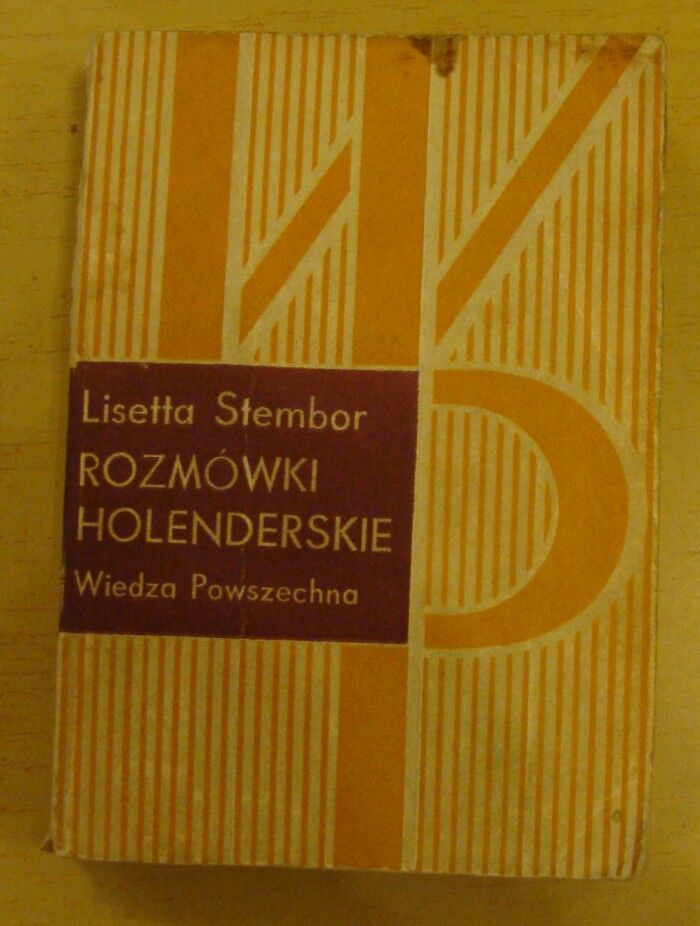 Lisetta Stembor
ROZMÓWKI
HOLENDERSKIE
Wiedza Powszechna